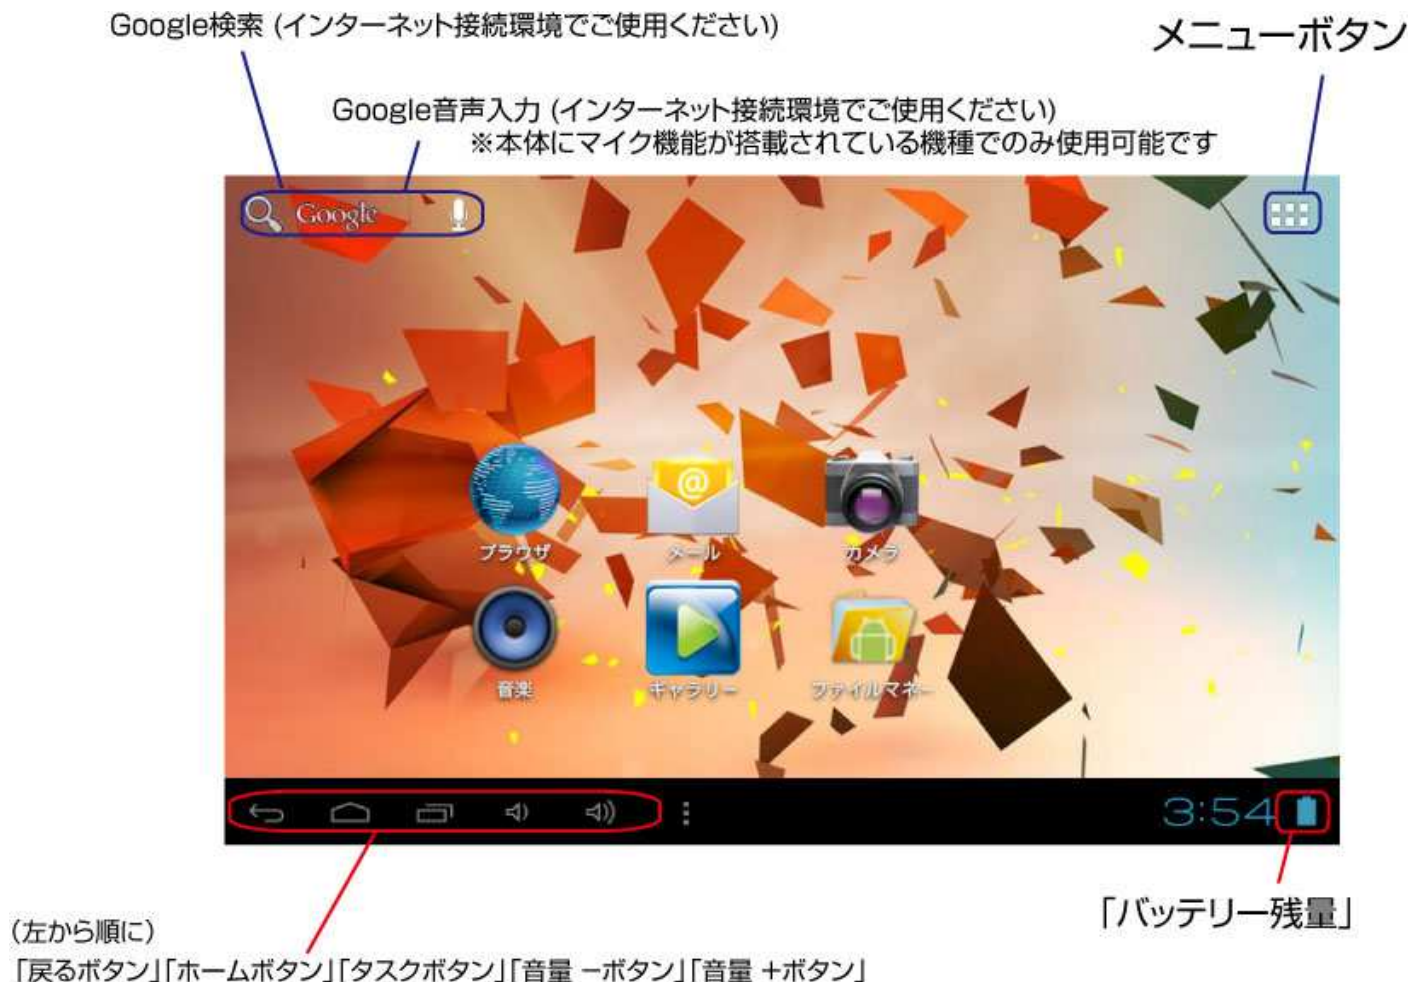 Google検索 (インターネット接続環境でご使用ください)
メニューボタン
Google音声入力 (インターネット接続環境でご使用ください)
※本体にマイク機能が搭載されている機種でのみ使用可能です
Google
ブラウザ
メール
カメラ
音楽
ギャラリー
ファイルマネー
3:54
「バッテリー残量」
(左から順に)
「戻るボタン」「ホームボタン」「タスクボタン」「音量 −ボタン」「音量 +ボタン」